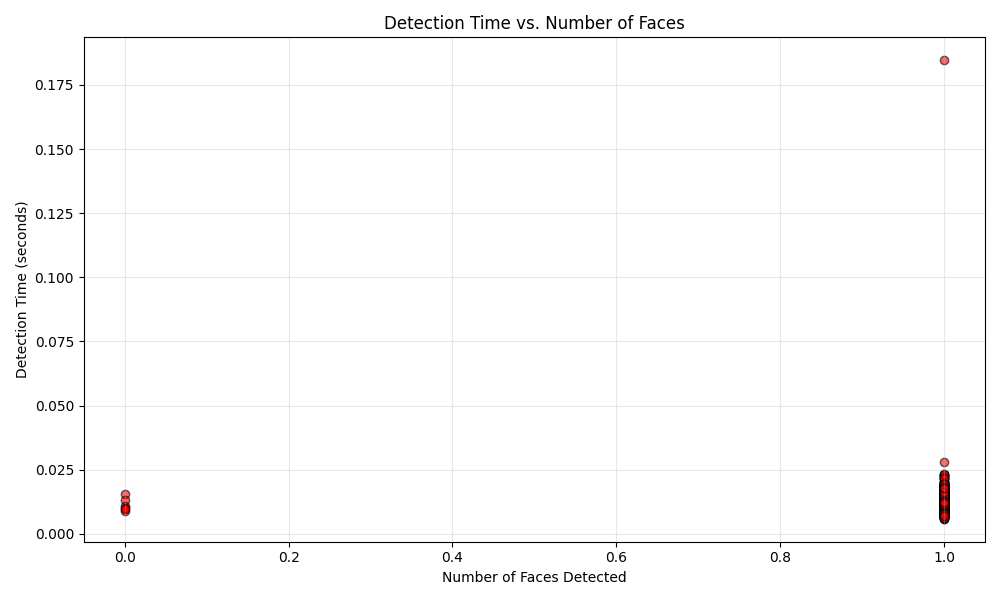 Detection Time vs. Number of Faces
Detection Time (seconds)
0.175
0.150
0.125
0.100
0.075
0.050
0.025
0.000
0.0 0.2 0.4 0.6 0.8 1.0
Number of Faces Detected